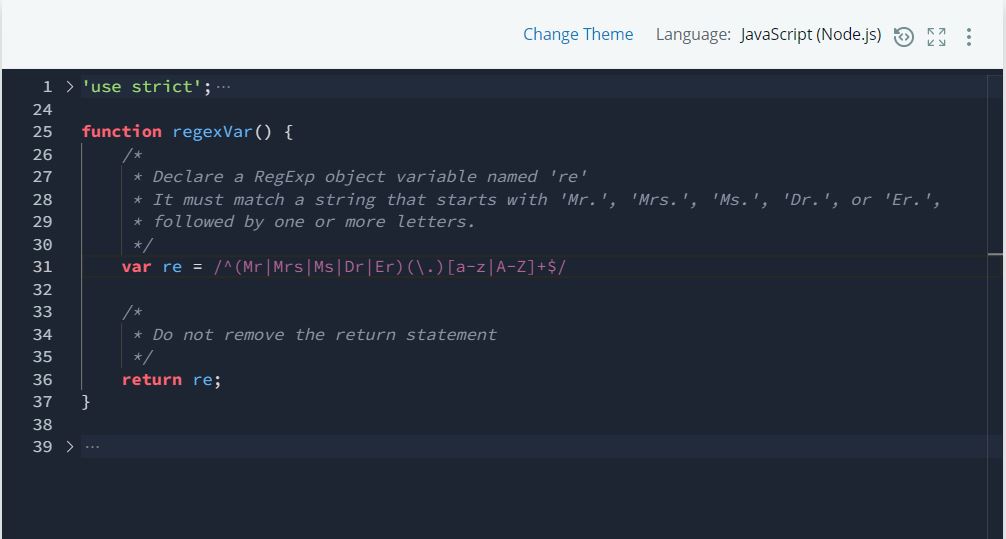 Change Theme Language: JavaScript (Node.js)
1 > 'use strict';···
24
25 function regexVar() {
26     /*
27      * Declare a RegExp object variable named 're'
28      * It must match a string that starts with 'Mr.', 'Mrs.', 'Ms.', 'Dr.', or 'Er.',
29      * followed by one or more letters.
30      */
31     var re = /^(Mr|Mrs|Ms|Dr|Er)(\.)[a-z|A-Z]+$/
32
33     /*
34      * Do not remove the return statement
35      */
36     return re;
37 }
38
39 > ···